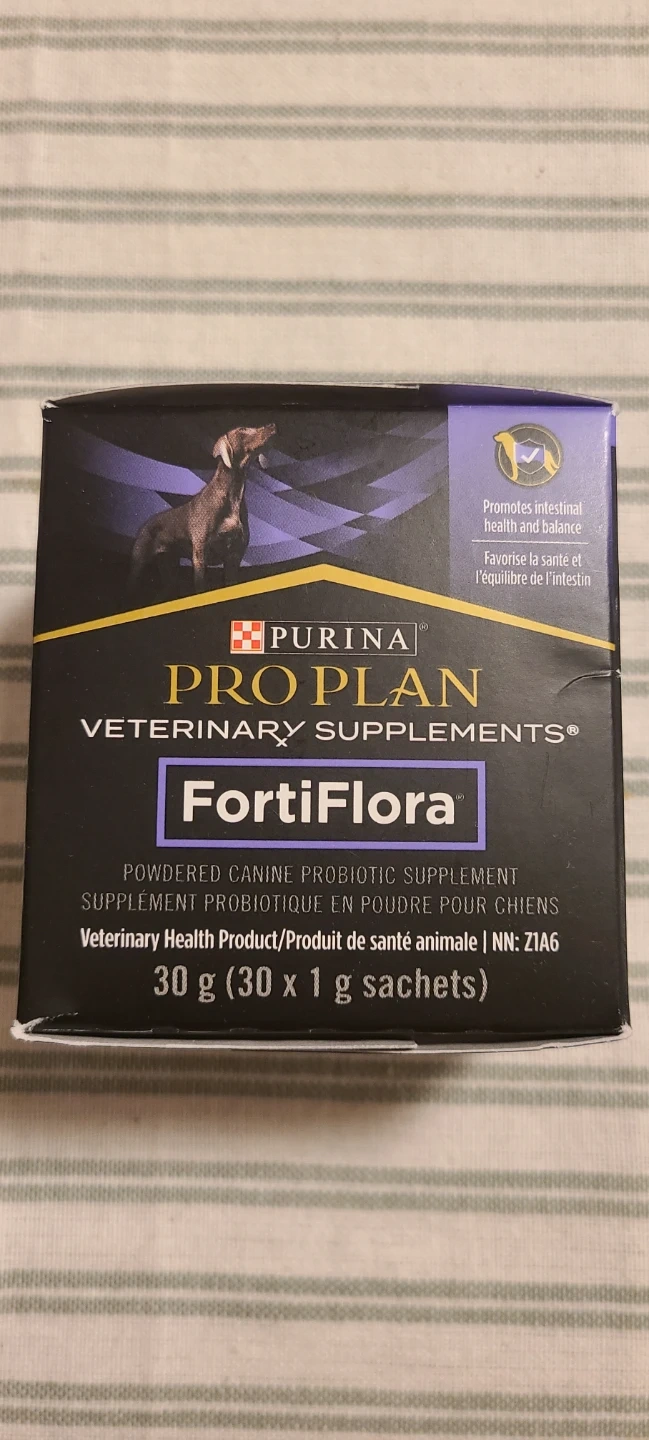 Promotes intestinal
health and balance
Favorise la santé et
l'équilibre de l'intestin
PURINA®
PRO PLAN
VETERINARY SUPPLEMENTS®
FortiFlora
POWDERED CANINE PROBIOTIC SUPPLEMENT
SUPPLÉMENT PROBIOTIQUE EN POUDRE POUR CHIENS
Veterinary Health Product/Produit de santé animale | NN: Z1A6
30 g (30 x 1 g sachets)